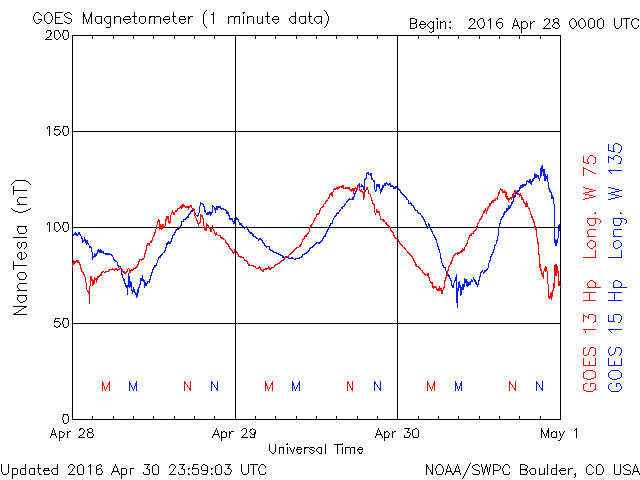 GOES Magnetometer (1 minute data)
Begin: 2016 Apr 28 0000 UTC
200
150
100
50
0
NanoTesla (nT)
M M N N M M N N M M N N
Apr 28 Apr 29 Apr 30 May 1
Universal Time
GOES 13 Hp Long. W 75
GOES 15 Hp Long. W 135
Updated 2016 Apr 30 23:59:03 UTC
NOAA/SWPC Boulder, CO USA